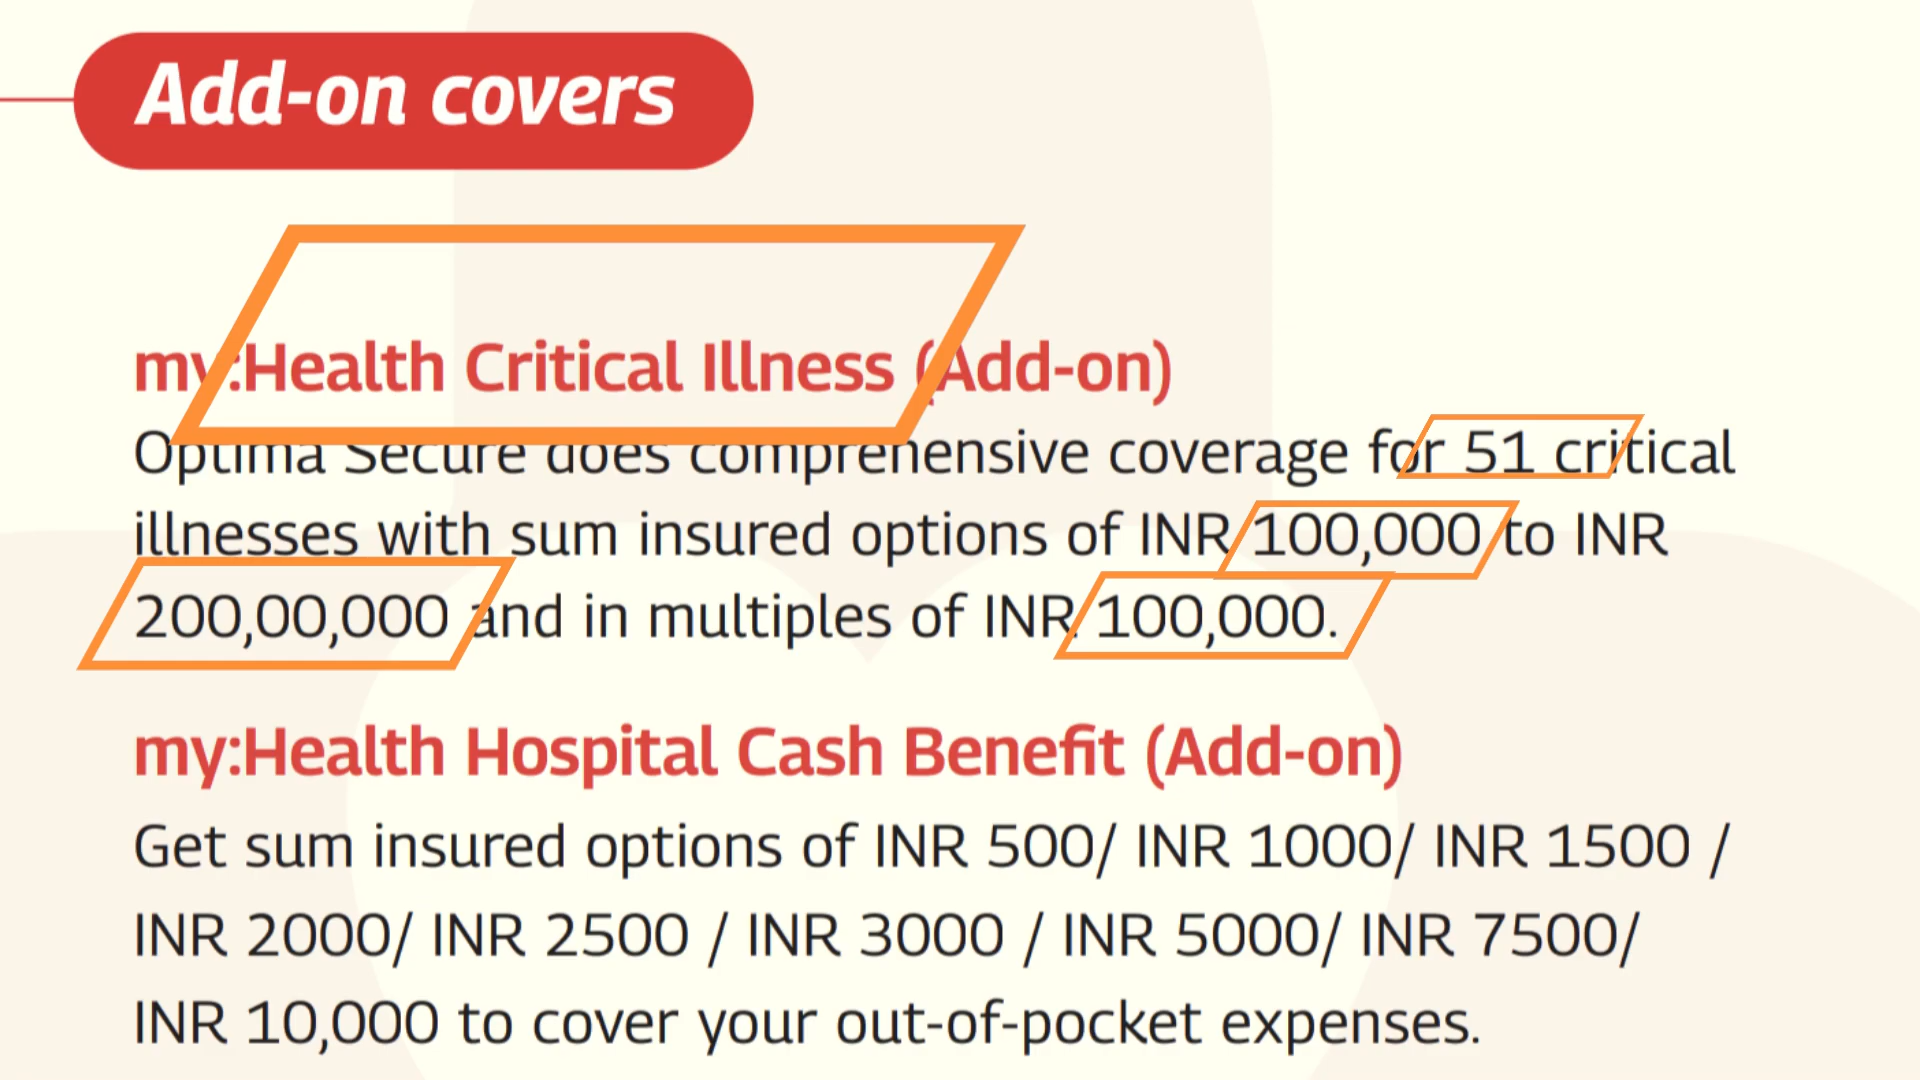 Add-on covers
my:Health Critical Illness (Add-on)
Optima Secure does comprehensive coverage for 51 critical
illnesses with sum insured options of INR 100,000 to INR
200,00,000 and in multiples of INR 100,000.
my:Health Hospital Cash Benefit (Add-on)
Get sum insured options of INR 500/ INR 1000/ INR 1500 /
INR 2000/ INR 2500 / INR 3000 / INR 5000/ INR 7500/
INR 10,000 to cover your out-of-pocket expenses.